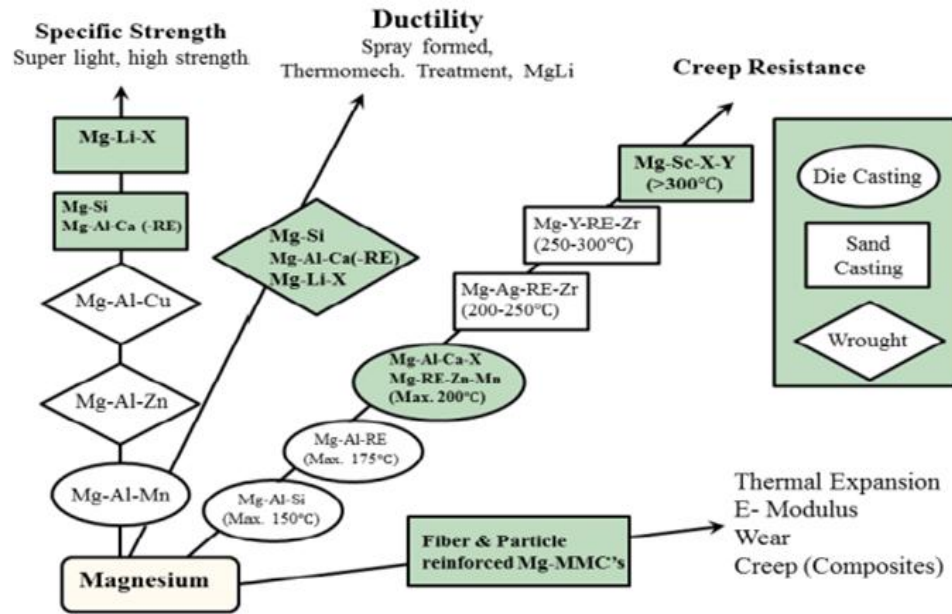 Specific Strength
Super light, high strength
Ductility
Spray formed,
Thermomech. Treatment, MgLi
Creep Resistance
Mg-Li-X
Mg-Si
Mg-Al-Ca (-RE)
Mg-Al-Cu
Mg-Al-Zn
Mg-Al-Mn
Magnesium
Mg-Si
Mg-Al-Ca(-RE)
Mg-Li-X
Mg-Sc-X-Y
(>300℃)
Mg-Y-RE-Zr
(250-300℃)
Mg-Ag-RE-Zr
(200-250℃)
Mg-Al-Ca-X
Mg-RE-Zn-Mn
(Max. 200℃)
Mg-Al-RE
(Max. 175℃)
Mg-Al-Si
(Max. 150℃)
Fiber & Particle
reinforced Mg-MMC's
Thermal Expansion
E- Modulus
Wear
Creep (Composites)
Die Casting
Sand
Casting
Wrought